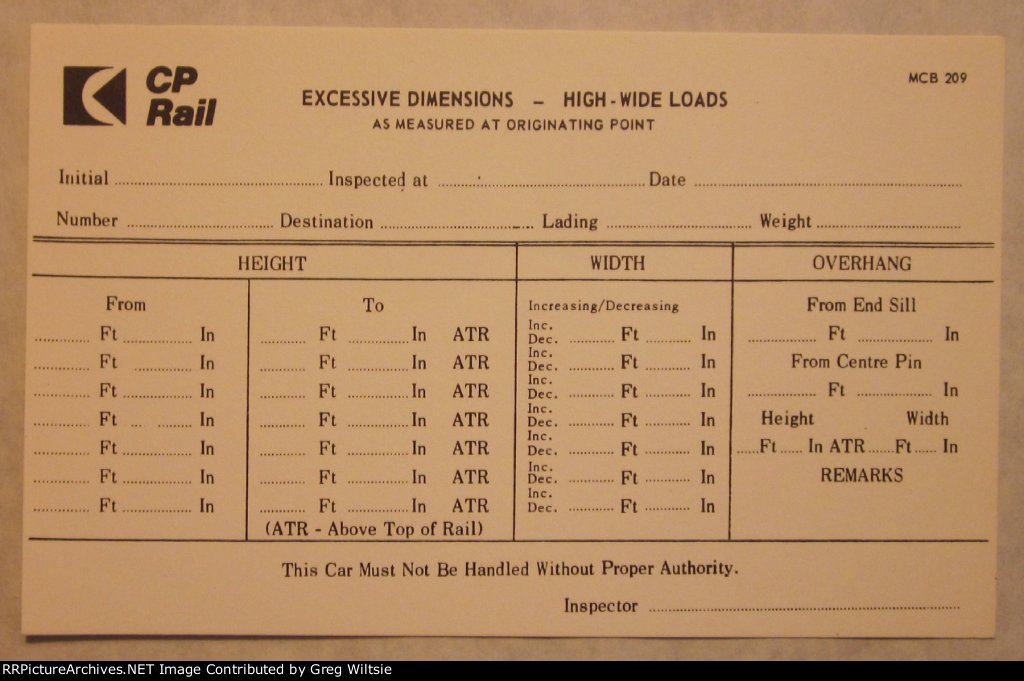 CP
Rail
MCB 209
EXCESSIVE DIMENSIONS – HIGH-WIDE LOADS
AS MEASURED AT ORIGINATING POINT
Initial ........ Inspected at ........ Date ........
Number ........ Destination ........ Lading ........ Weight ........
HEIGHT WIDTH OVERHANG
From To Increasing/Decreasing From End Sill
..... Ft ..... In ..... Ft ..... In ATR Inc. Dec. ..... Ft ..... In ..... Ft ..... In
..... Ft ..... In ..... Ft ..... In ATR Inc. Dec. ..... Ft ..... In From Centre Pin
..... Ft ..... In ..... Ft ..... In ATR Inc. Dec. ..... Ft ..... In ..... Ft ..... In
..... Ft ..... In ..... Ft ..... In ATR Inc. Dec. ..... Ft ..... In Height Width
..... Ft ..... In ..... Ft ..... In ATR Inc. Dec. ..... Ft ..... In ..... Ft ..... In ATR ..... Ft ..... In
..... Ft ..... In ..... Ft ..... In ATR Inc. Dec. ..... Ft ..... In REMARKS
..... Ft ..... In ..... Ft ..... In ATR Inc. Dec. ..... Ft ..... In
(ATR - Above Top of Rail)
This Car Must Not Be Handled Without Proper Authority.
Inspector ........
RRPictureArchives.NET Image Contributed by Greg Wiltsie